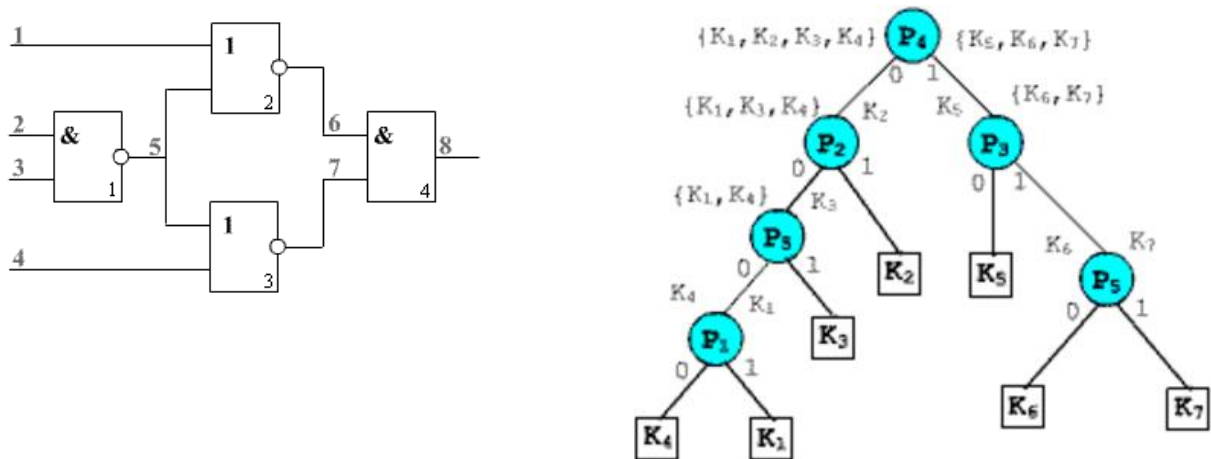 1
1
2
6
2
&
5
&
8
3
1
7
4
1
4
3
{K₁, K₂, K₃, K₄}
P₄
{K₅, K₆, K₇}
0
1
{K₁, K₃, K₄}
K₂
K₅
{K₆, K₇}
P₂
P₃
0
1
0
1
{K₁, K₄}
K₃
P₅
K₂
K₅
K₆
K₇
P₅
0
1
0
1
K₄
K₁
P₁
K₃
0
1
K₆
K₇
K₄
K₁